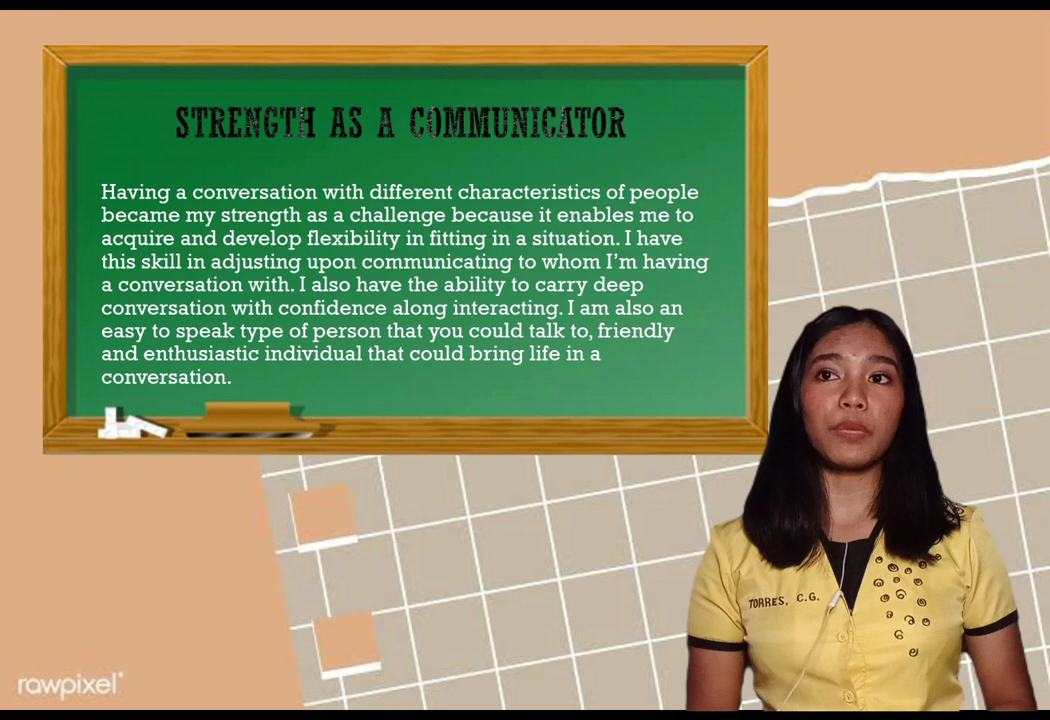 STRENGTH AS A COMMUNICATOR
Having a conversation with different characteristics of people
became my strength as a challenge because it enables me to
acquire and develop flexibility in fitting in a situation. I have
this skill in adjusting upon communicating to whom I'm having
a conversation with. I also have the ability to carry deep
conversation with confidence along interacting. I am also an
easy to speak type of person that you could talk to, friendly
and enthusiastic individual that could bring life in a
conversation.
TORRES, C.G.
rawpixel